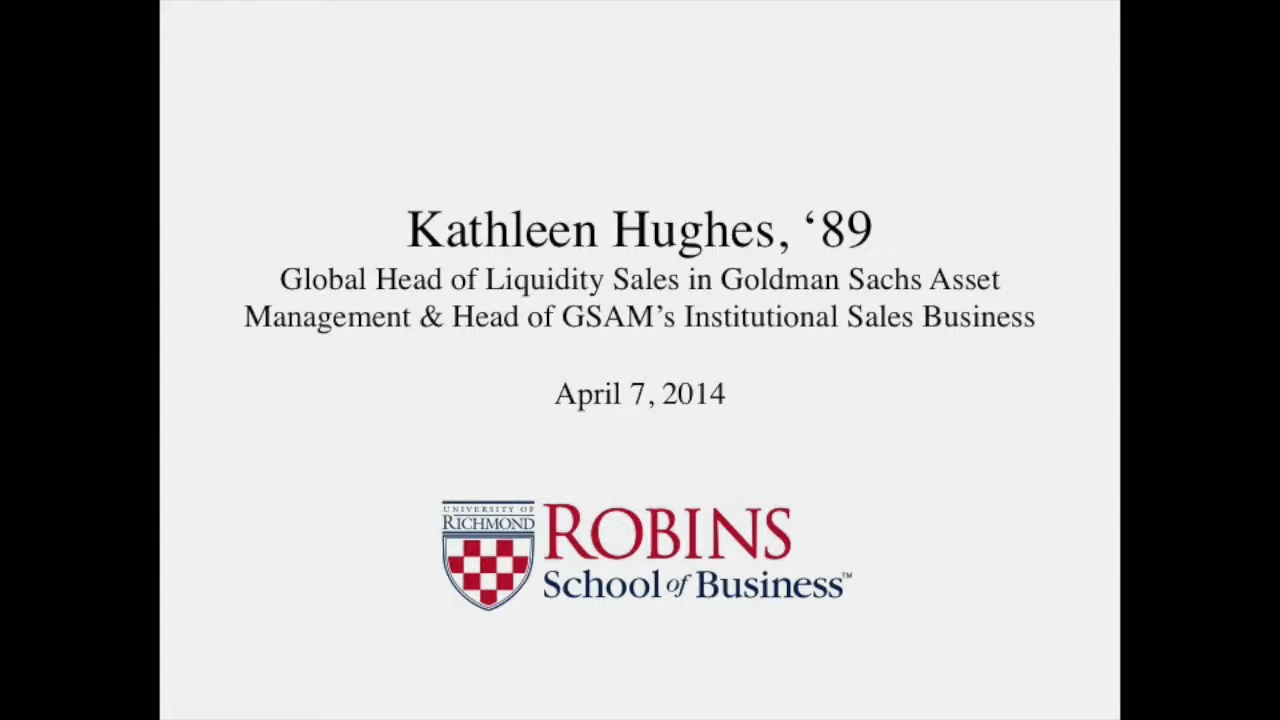 Kathleen Hughes, ‘89
Global Head of Liquidity Sales in Goldman Sachs Asset
Management & Head of GSAM’s Institutional Sales Business
April 7, 2014
UNIVERSITY OF
RICHMOND
ROBINS
School of Business™